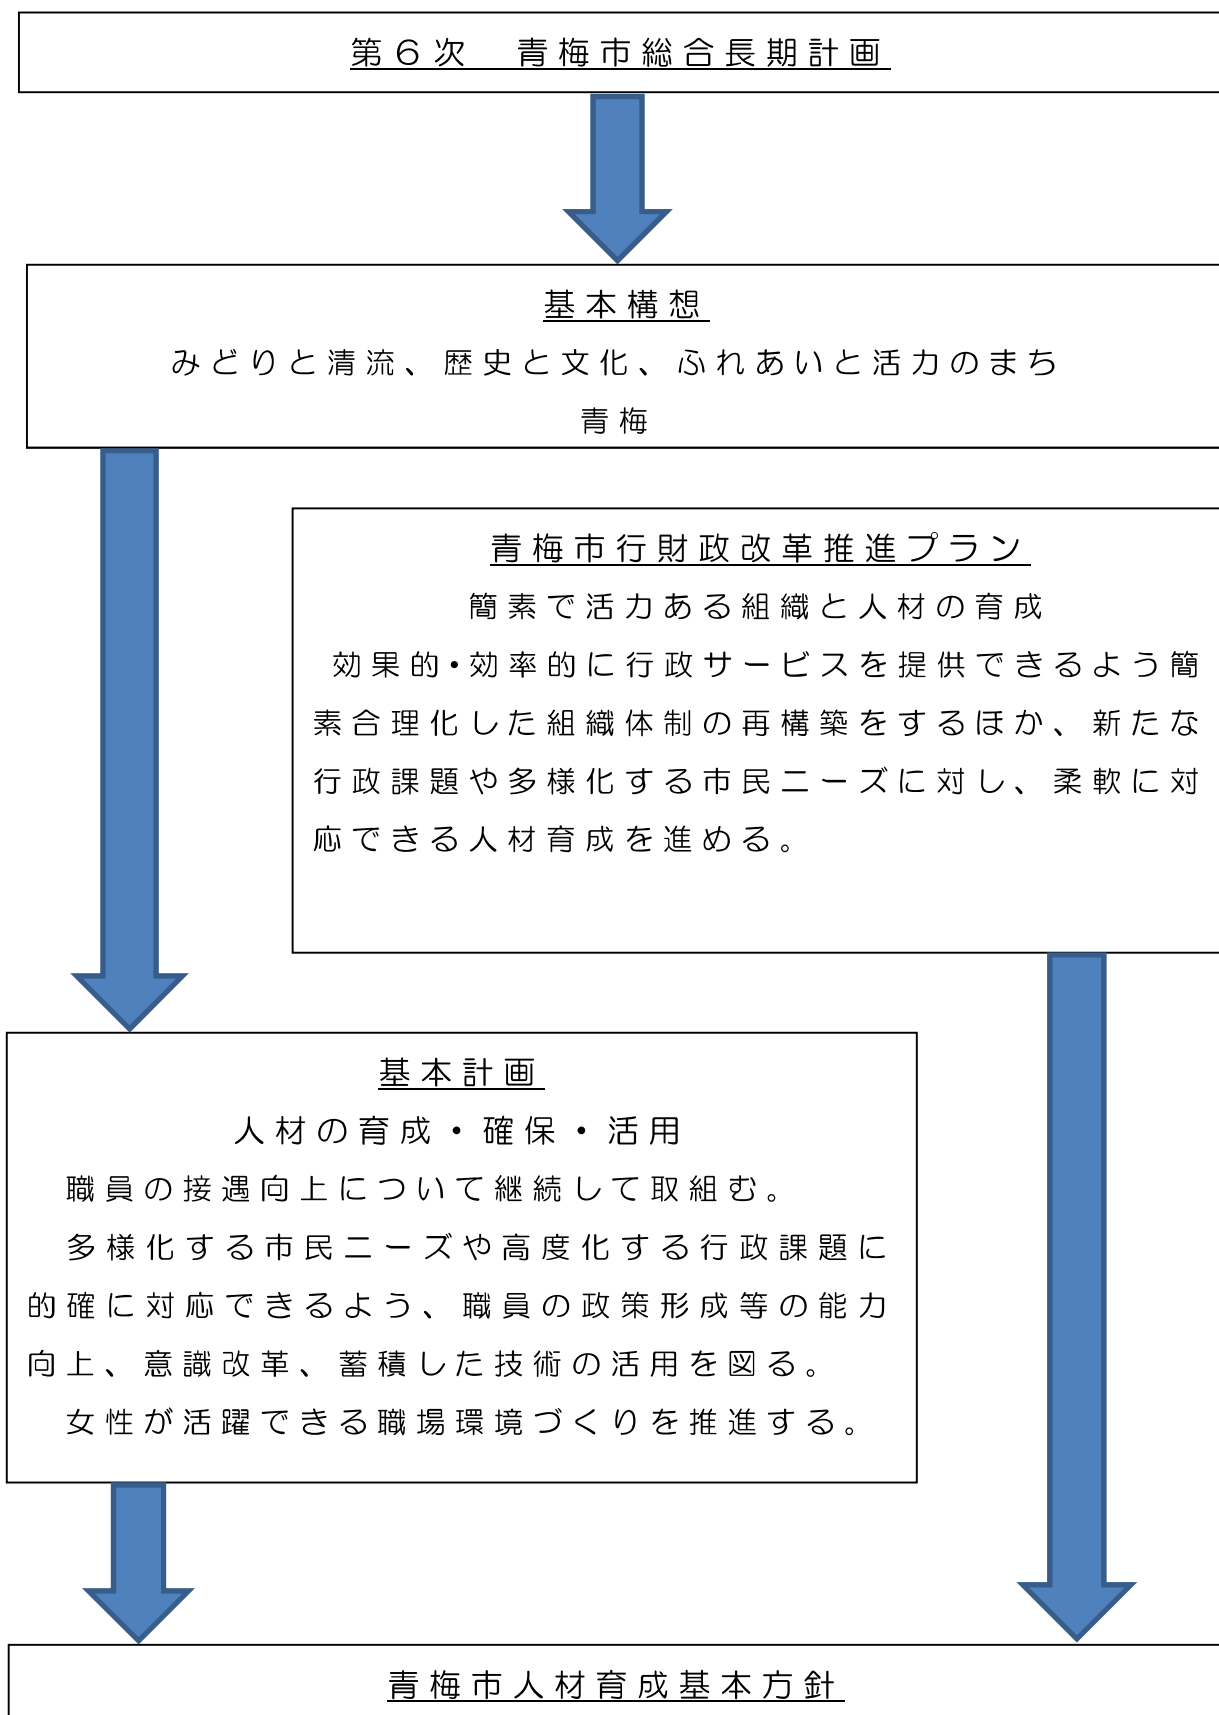 第６次　青梅市総合長期計画
基本構想
みどりと清流、歴史と文化、ふれあいと活力のまち
青梅
青梅市行財政改革推進プラン
簡素で活力ある組織と人材の育成
効果的・効率的に行政サービスを提供できるよう簡
素合理化した組織体制の再構築をするほか、新たな
行政課題や多様化する市民ニーズに対し、柔軟に対
応できる人材育成を進める。
基本計画
人材の育成・確保・活用
職員の接遇向上について継続して取組む。
多様化する市民ニーズや高度化する行政課題に
的確に対応できるよう、職員の政策形成等の能力
向上、意識改革、蓄積した技術の活用を図る。
女性が活躍できる職場環境づくりを推進する。
青梅市人材育成基本方針